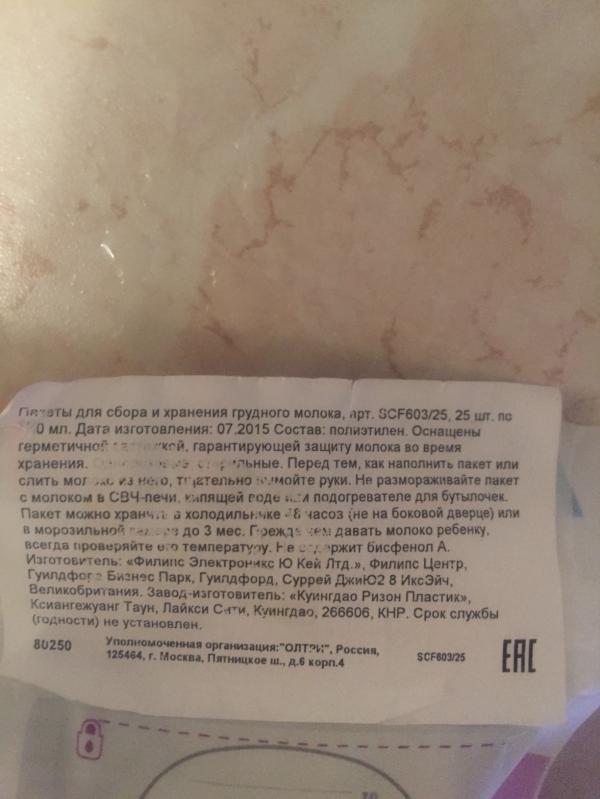 Пакеты для сбора и хранения грудного молока, арт. SCF603/25, 25 шт. по
мл. Дата изготовления: 07.2015 Состав: полиэтилен. Оснащены
герметичной застежкой, гарантирующей защиту молока во время
хранения. стерильные. Перед тем, как наполнить пакет или
слить молоко из него, тщательно вымойте руки. Не размораживайте пакет
с молоком в СВЧ-печи, кипящей воде или подогревателе для бутылочек.
Пакет можно хранить в холодильнике 48 часов (не на боковой дверце) или
в морозильной камере до 3 мес. Прежде чем давать молоко ребенку,
всегда проверяйте его температуру. Не содержит бисфенол А.
Изготовитель: «Филипс Электроникс Ю Кей Лтд.», Филипс Центр,
Гуилдфорд Бизнес Парк, Гуилдфорд, Суррей ДжиЮ2 8 ИксЭйч,
Великобритания. Завод-изготовитель: «Куингдао Ризон Пластик»,
Ксиангежуанг Таун, Лайкси Сити, Куингдао, 266606, КНР. Срок службы
(годности) не установлен.
80250
Уполномоченная организация:"ОЛТРИ", Россия,
125464, г. Москва, Пятницкое ш., д.6 корп.4
SCF603/25
EAC